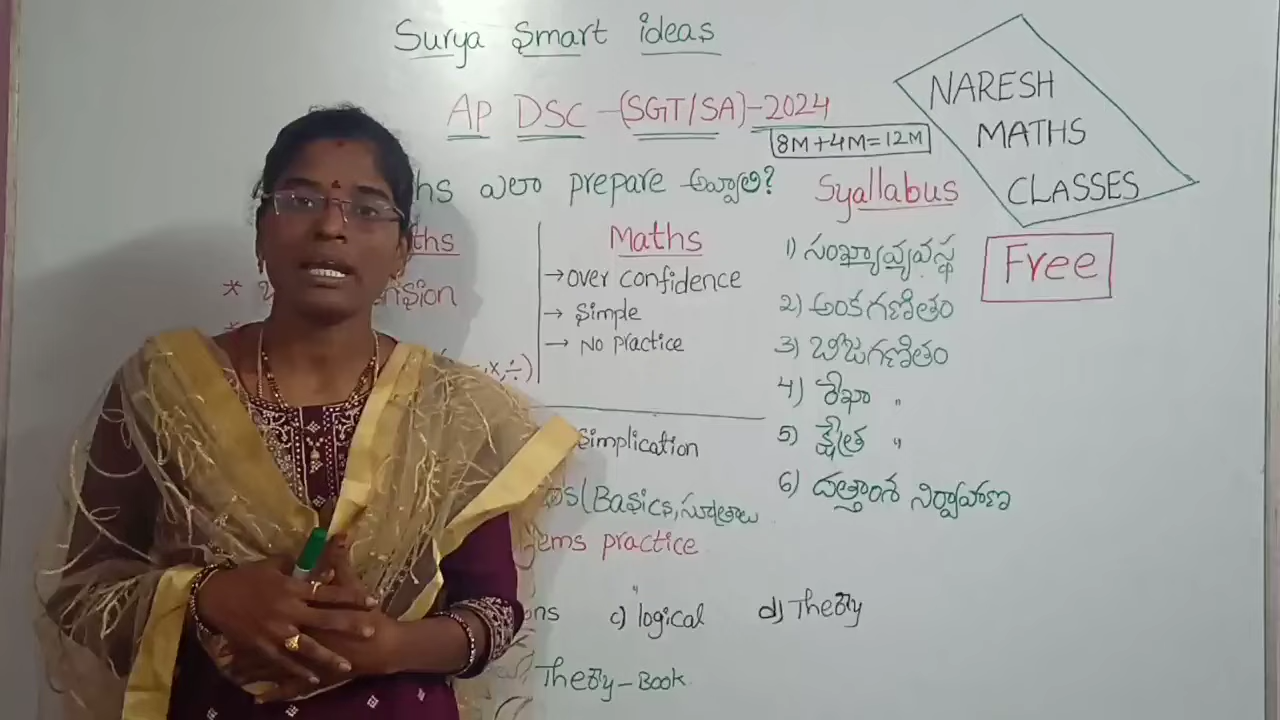 Surya Smart ideas
AP DSC -(SGT/SA)-2024
8M+4M=12M
NARESH
MATHS
CLASSES
ఎలా prepare అవ్వాలి?
Syallabus
Free
Maths
→over confidence
→ Simple
→ No practice
,x,÷)
1) సంఖ్యావ్యవస్థ
2) అంకగణితం
3) బీజగణితం
4) రేఖా "
5) క్షేత్ర "
6) దత్తాంశ నిర్వాహణ
Simplication
(Basics,సూత్రాలు
practice
c) logical
d) Theory
Theory-Book